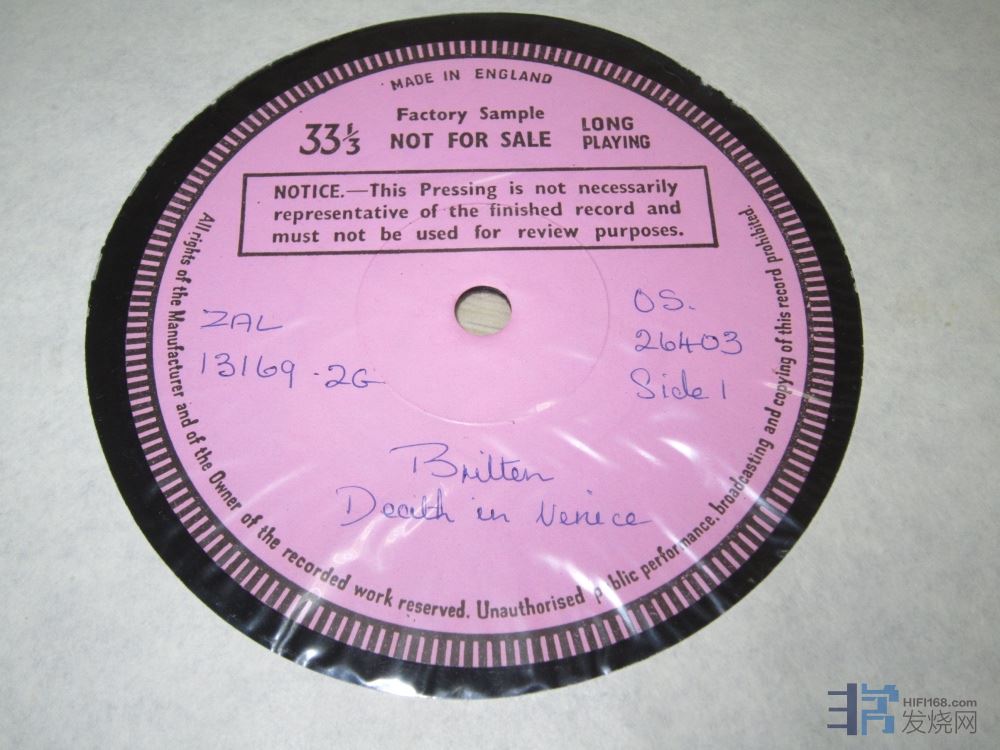 MADE IN ENGLAND
Factory Sample
33⅓ NOT FOR SALE LONG PLAYING
NOTICE.—This Pressing is not necessarily
representative of the finished record and
must not be used for review purposes.
ZAL
13169-2G
OS.
26403
Side 1
Britten
Death in Venice
All rights of the Manufacturer and of the Owner of the recorded work reserved. Unauthorised public performance, broadcasting and copying of this record prohibited.
HIFI168.com
发烧网